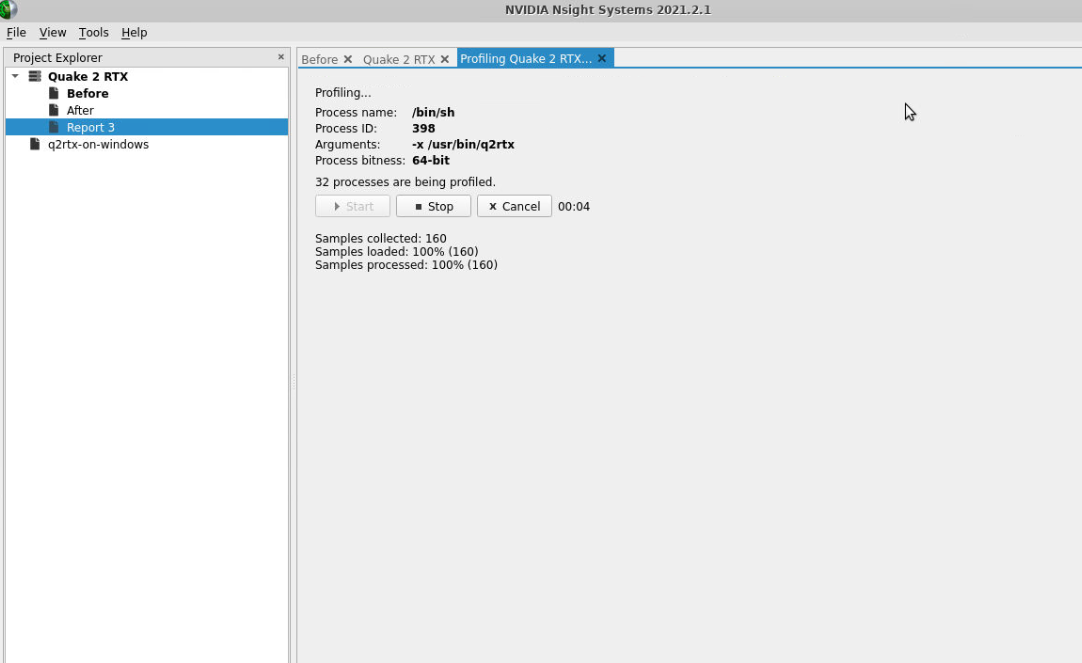 NVIDIA Nsight Systems 2021.2.1
File View Tools Help
Project Explorer ×
Quake 2 RTX
Before
After
Report 3
q2rtx-on-windows
Before × Quake 2 RTX × Profiling Quake 2 RTX... ×
Profiling...
Process name: /bin/sh
Process ID: 398
Arguments: -x /usr/bin/q2rtx
Process bitness: 64-bit
32 processes are being profiled.
Start Stop x Cancel 00:04
Samples collected: 160
Samples loaded: 100% (160)
Samples processed: 100% (160)